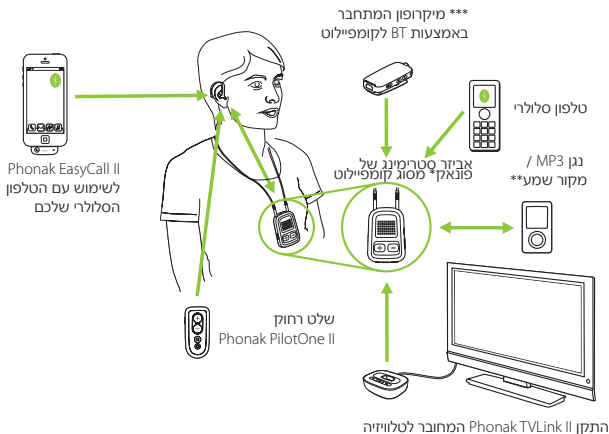 *** מיקרופון המתחבר
באמצעות BT לקומפיילוט
טלפון סלולרי
אביזר סטרימינג של
פונאק* מסוג קומפיילוט
נגן MP3 /
מקור שמע**
Phonak EasyCall II
לשימוש עם הטלפון
הסלולרי שלכם
שלט רחוק
Phonak PilotOne II
התקן Phonak TVLink II המחובר לטלוויזיה